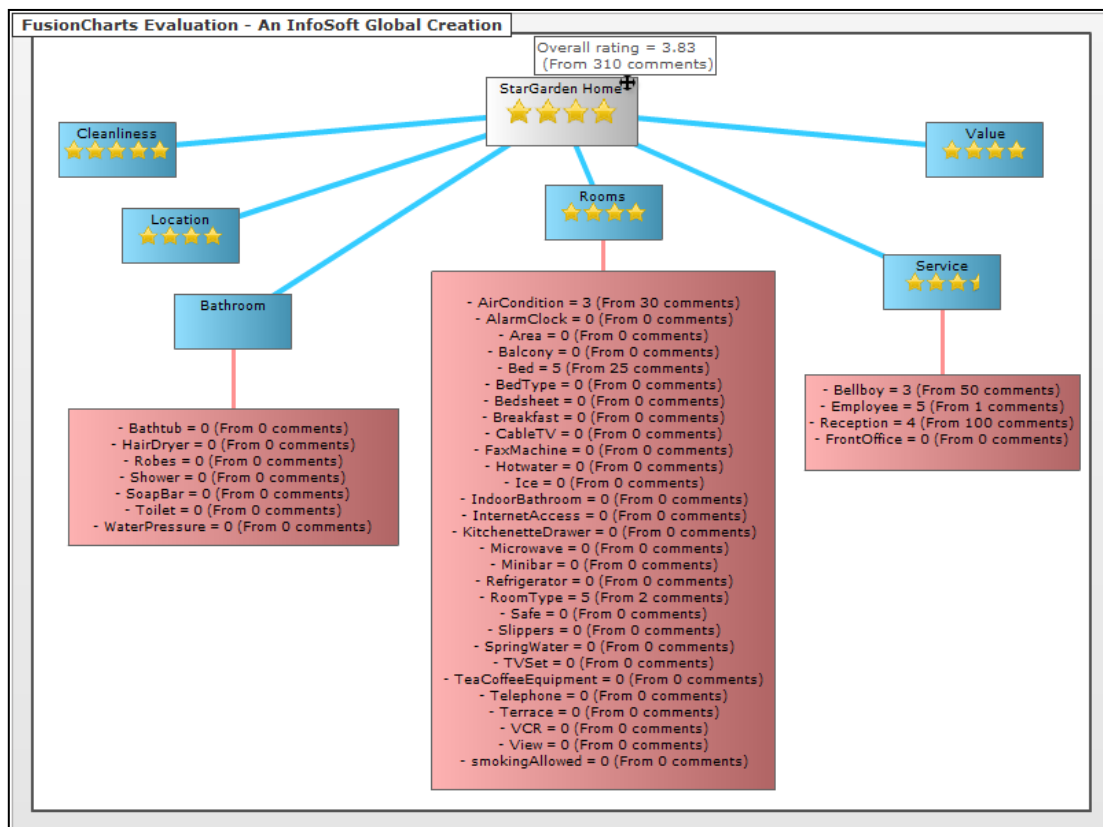 FusionCharts Evaluation - An InfoSoft Global Creation
Overall rating = 3.83
(From 310 comments)
StarGarden Home
Cleanliness
Value
Location
Rooms
Service
Bathroom
- Bathtub = 0 (From 0 comments)
- HairDryer = 0 (From 0 comments)
- Robes = 0 (From 0 comments)
- Shower = 0 (From 0 comments)
- SoapBar = 0 (From 0 comments)
- Toilet = 0 (From 0 comments)
- WaterPressure = 0 (From 0 comments)
- AirCondition = 3 (From 30 comments)
- AlarmClock = 0 (From 0 comments)
- Area = 0 (From 0 comments)
- Balcony = 0 (From 0 comments)
- Bed = 5 (From 25 comments)
- BedType = 0 (From 0 comments)
- Bedsheet = 0 (From 0 comments)
- Breakfast = 0 (From 0 comments)
- CableTV = 0 (From 0 comments)
- FaxMachine = 0 (From 0 comments)
- Hotwater = 0 (From 0 comments)
- Ice = 0 (From 0 comments)
- IndoorBathroom = 0 (From 0 comments)
- InternetAccess = 0 (From 0 comments)
- KitchenetteDrawer = 0 (From 0 comments)
- Microwave = 0 (From 0 comments)
- Minibar = 0 (From 0 comments)
- Refrigerator = 0 (From 0 comments)
- RoomType = 5 (From 2 comments)
- Safe = 0 (From 0 comments)
- Slippers = 0 (From 0 comments)
- SpringWater = 0 (From 0 comments)
- TVSet = 0 (From 0 comments)
- TeaCoffeeEquipment = 0 (From 0 comments)
- Telephone = 0 (From 0 comments)
- Terrace = 0 (From 0 comments)
- VCR = 0 (From 0 comments)
- View = 0 (From 0 comments)
- smokingAllowed = 0 (From 0 comments)
- Bellboy = 3 (From 50 comments)
- Employee = 5 (From 1 comments)
- Reception = 4 (From 100 comments)
- FrontOffice = 0 (From 0 comments)